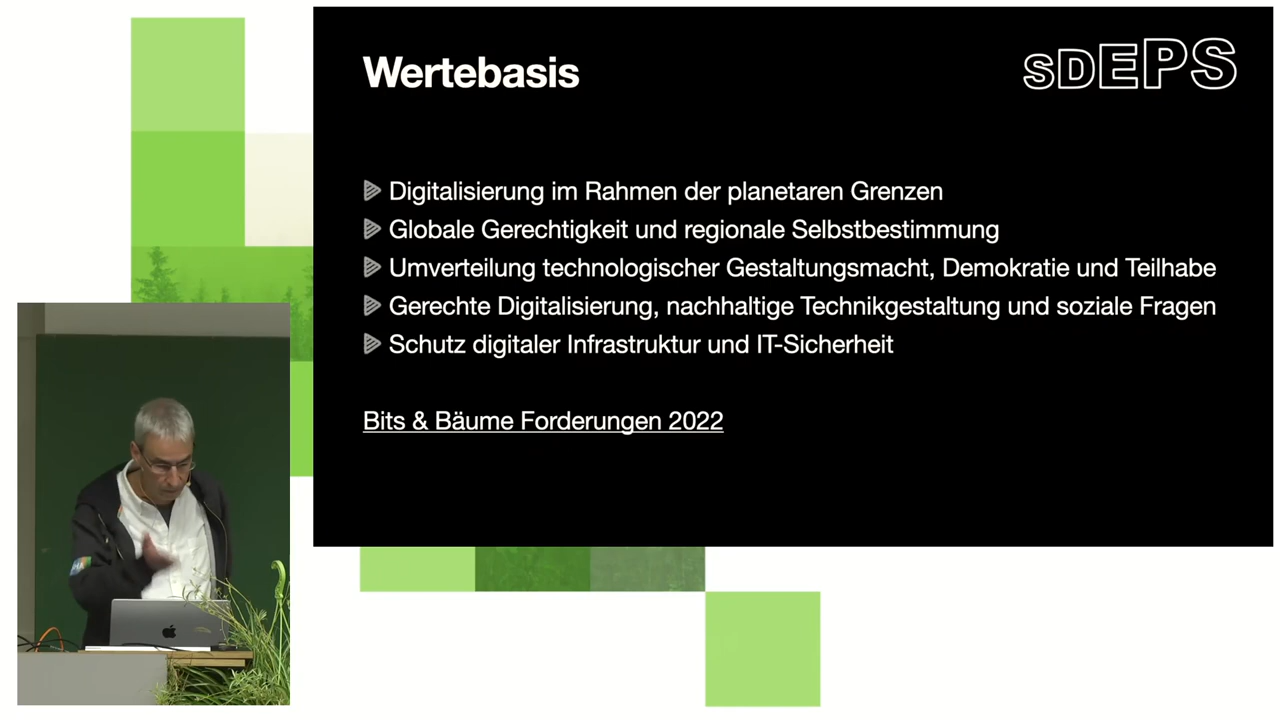 Wertebasis
sDEPS
Digitalisierung im Rahmen der planetaren Grenzen
Globale Gerechtigkeit und regionale Selbstbestimmung
Umverteilung technologischer Gestaltungsmacht, Demokratie und Teilhabe
Gerechte Digitalisierung, nachhaltige Technikgestaltung und soziale Fragen
Schutz digitaler Infrastruktur und IT-Sicherheit
Bits & Bäume Forderungen 2022